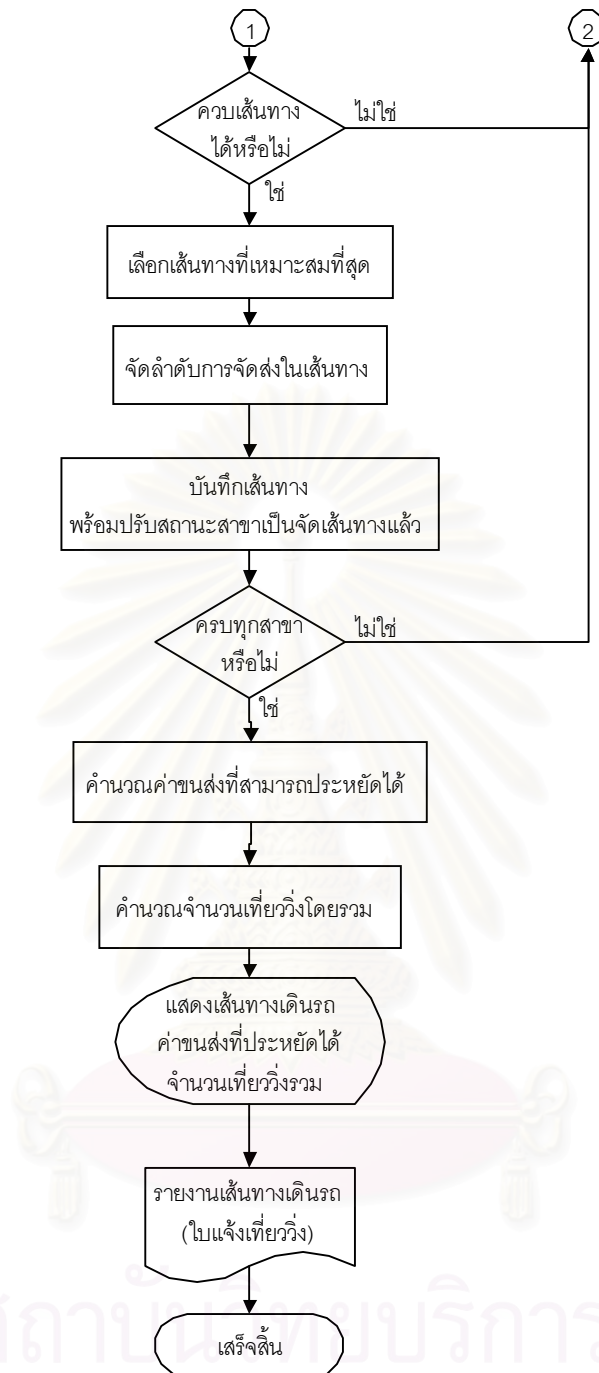 1
2
ควบเส้นทาง
ได้หรือไม่
ไม่ใช่
ใช่
เลือกเส้นทางที่เหมาะสมที่สุด
จัดลำดับการจัดส่งในเส้นทาง
บันทึกเส้นทาง
พร้อมปรับสถานะสาขาเป็นจัดเส้นทางแล้ว
ครบทุกสาขา
หรือไม่
ไม่ใช่
ใช่
คำนวณค่าขนส่งที่สามารถประหยัดได้
คำนวณจำนวนเที่ยววิ่งโดยรวม
แสดงเส้นทางเดินรถ
ค่าขนส่งที่ประหยัดได้
จำนวนเที่ยววิ่งรวม
รายงานเส้นทางเดินรถ
(ใบแจ้งเที่ยววิ่ง)
สถาบันวิทยบริการ
เสร็จสิ้น